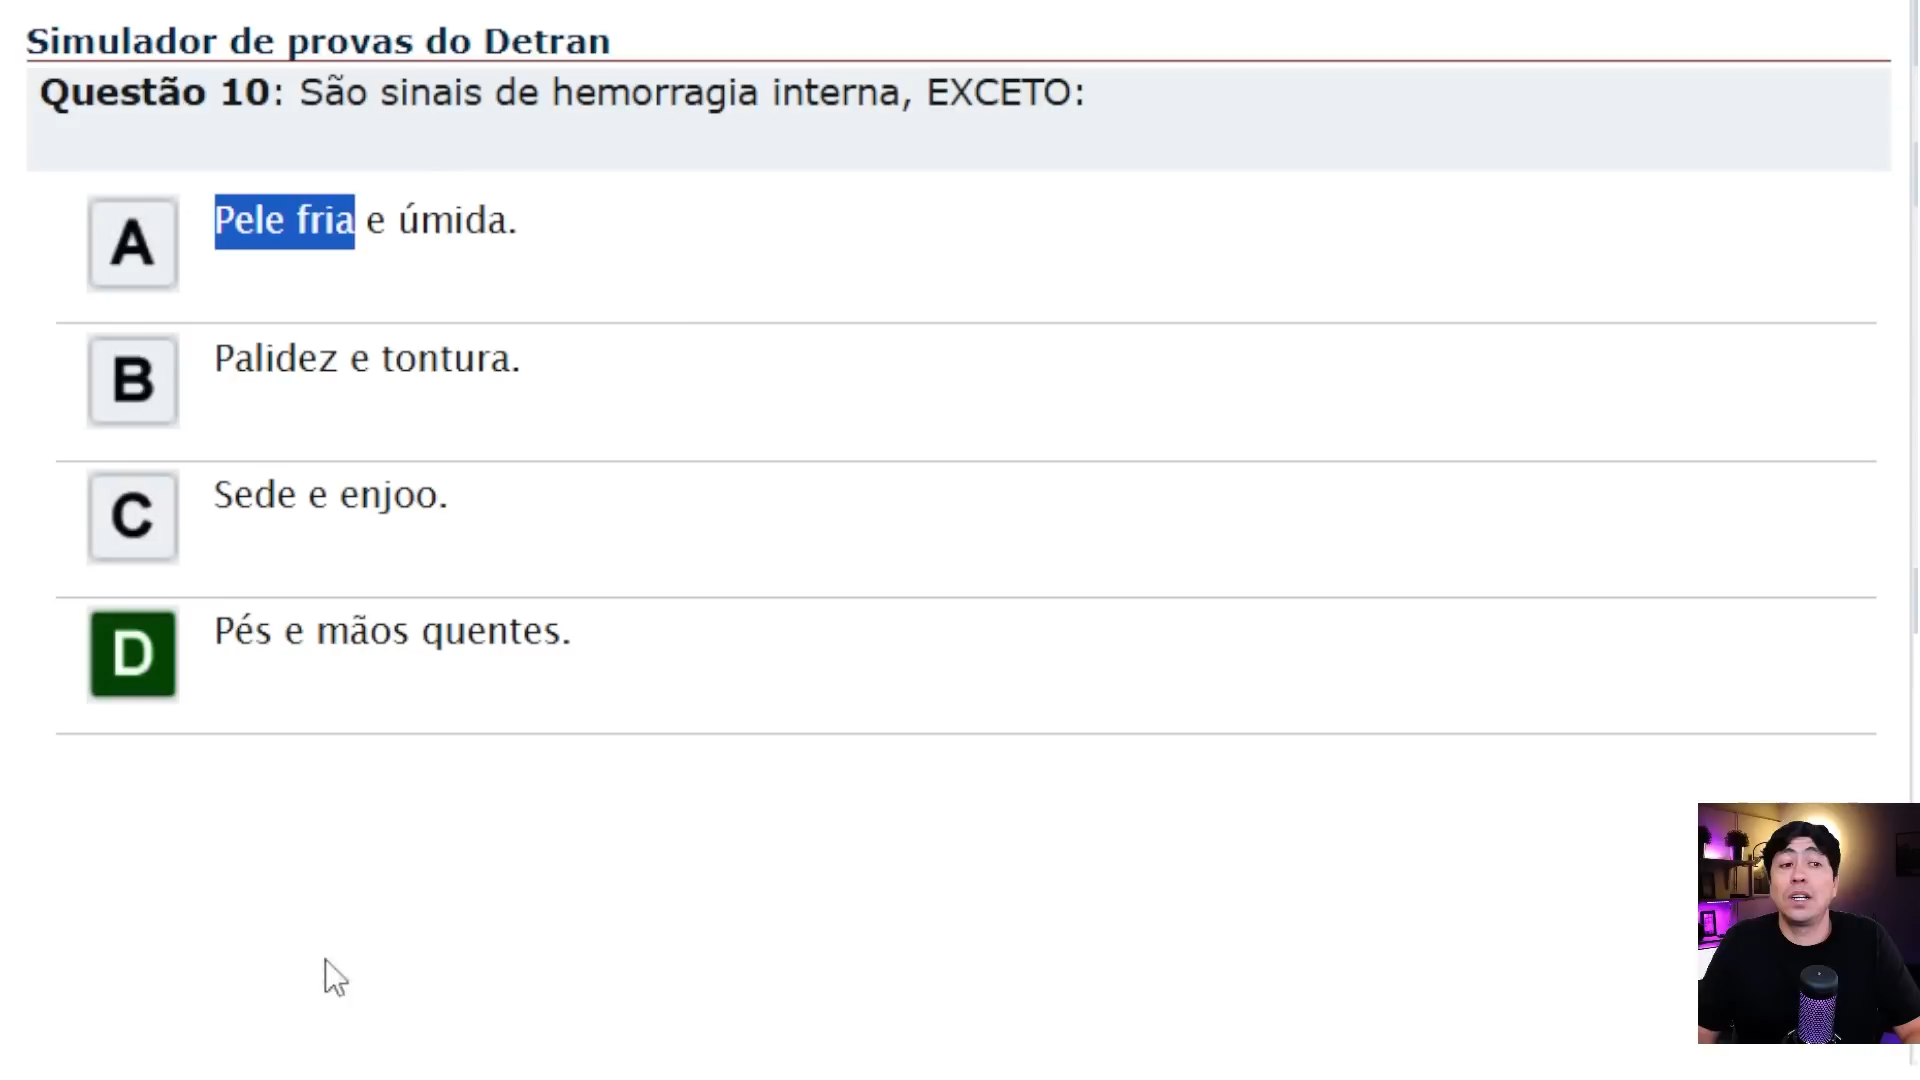 Simulador de provas do Detran
Questão 10: São sinais de hemorragia interna, EXCETO:
A Pele fria e úmida.
B Palidez e tontura.
C Sede e enjoo.
D Pés e mãos quentes.